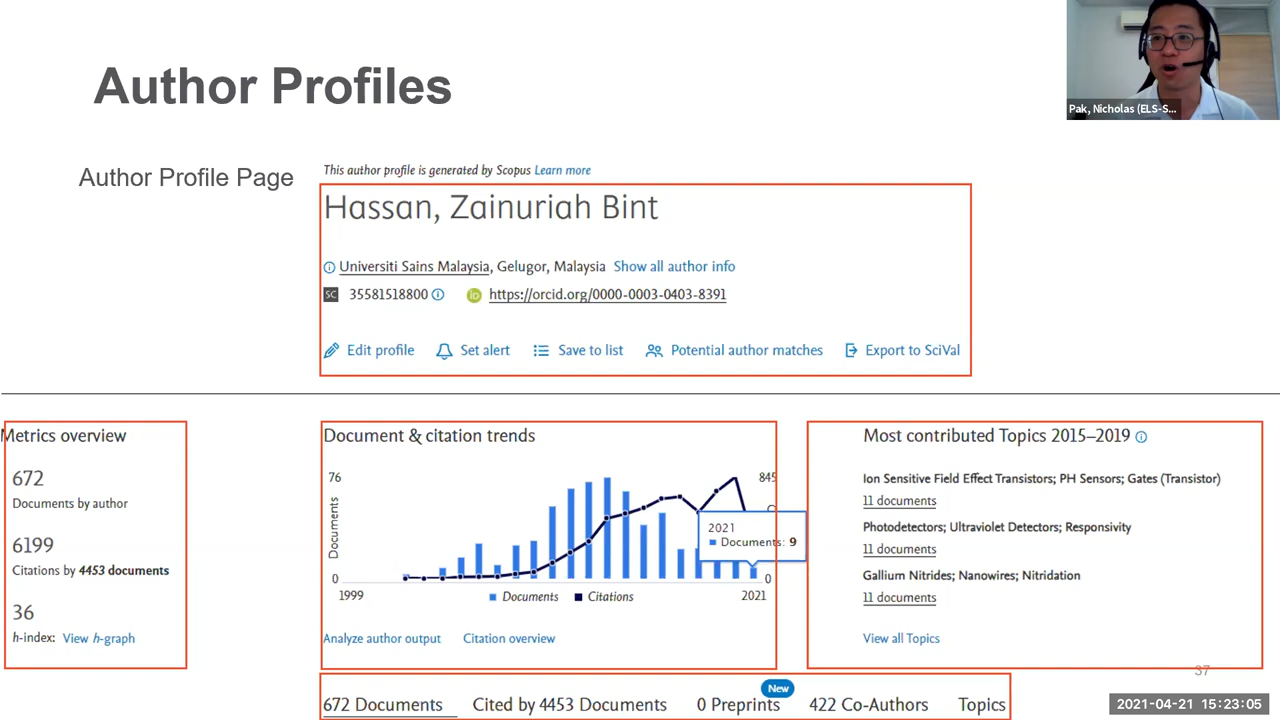 Author Profiles
Pak, Nicholas (ELS-S...
Author Profile Page
This author profile is generated by Scopus Learn more
Hassan, Zainuriah Bint
Universiti Sains Malaysia, Gelugor, Malaysia Show all author info
SC 35581518800 iD https://orcid.org/0000-0003-0403-8391
Edit profile Set alert Save to list Potential author matches Export to SciVal
Metrics overview
672
Documents by author
6199
Citations by 4453 documents
36
h-index: View h-graph
Document & citation trends
76
845
Documents
2021
Documents: 9
0
0
1999
2021
Documents Citations
Analyze author output Citation overview
Most contributed Topics 2015–2019
Ion Sensitive Field Effect Transistors; PH Sensors; Gates (Transistor)
11 documents
Photodetectors; Ultraviolet Detectors; Responsivity
11 documents
Gallium Nitrides; Nanowires; Nitridation
11 documents
View all Topics
37
New
672 Documents Cited by 4453 Documents 0 Preprints 422 Co-Authors Topics
2021-04-21 15:23:05